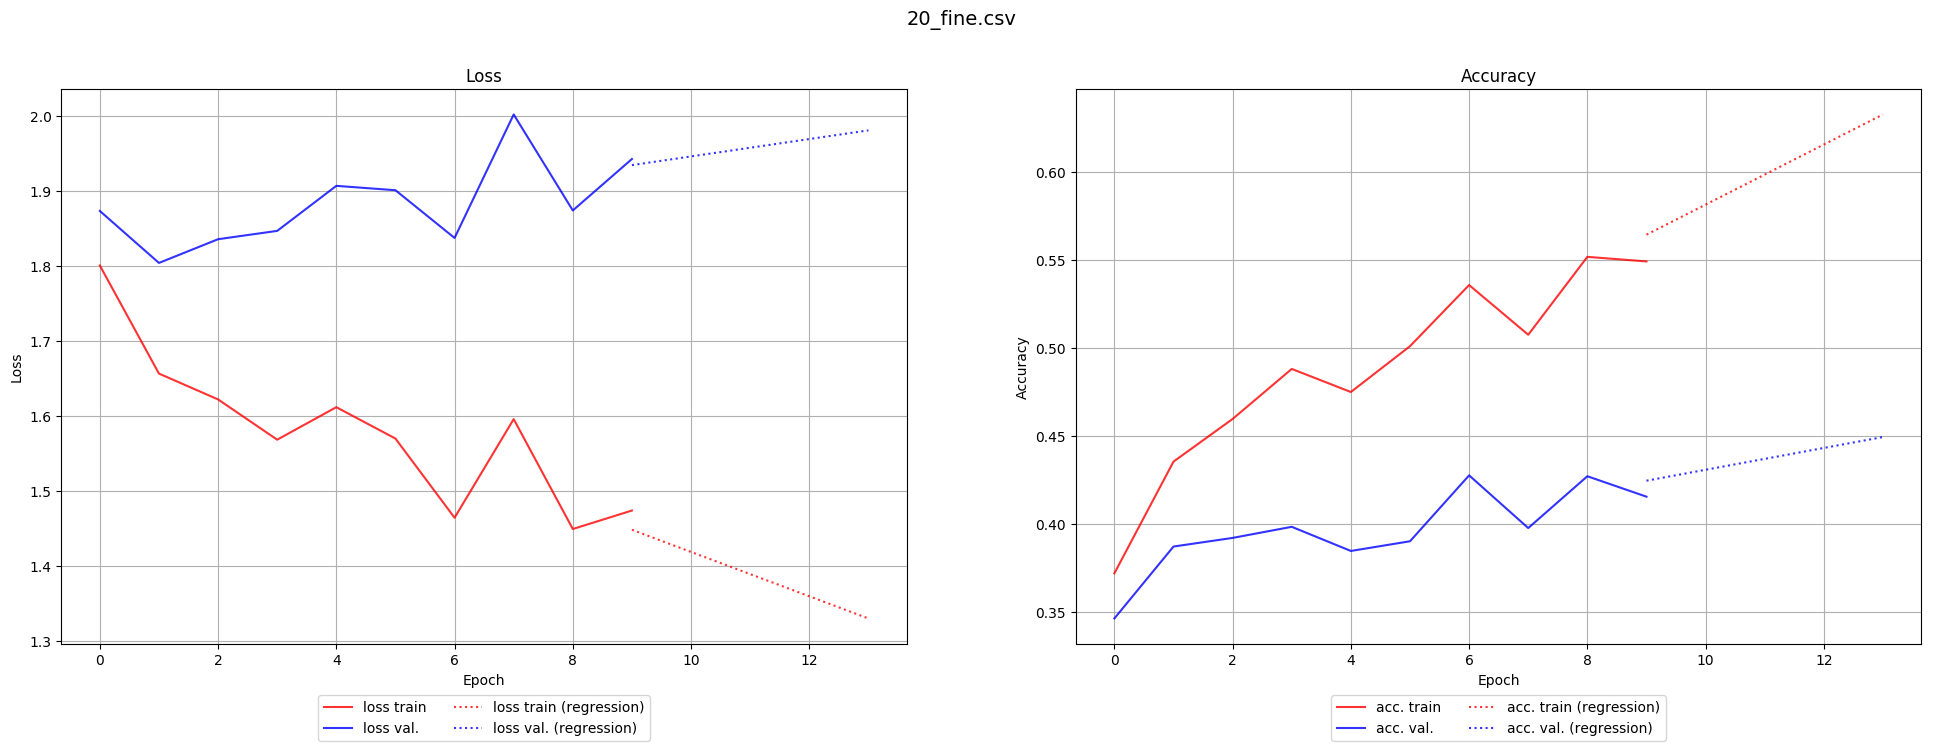 20_fine.csv
Loss
Loss
2.0
1.9
1.8
1.7
1.6
1.5
1.4
1.3
0 2 4 6 8 10 12
Epoch
loss train
loss val.
loss train (regression)
loss val. (regression)
Accuracy
Accuracy
0.60
0.55
0.50
0.45
0.40
0.35
0 2 4 6 8 10 12
Epoch
acc. train
acc. val.
acc. train (regression)
acc. val. (regression)